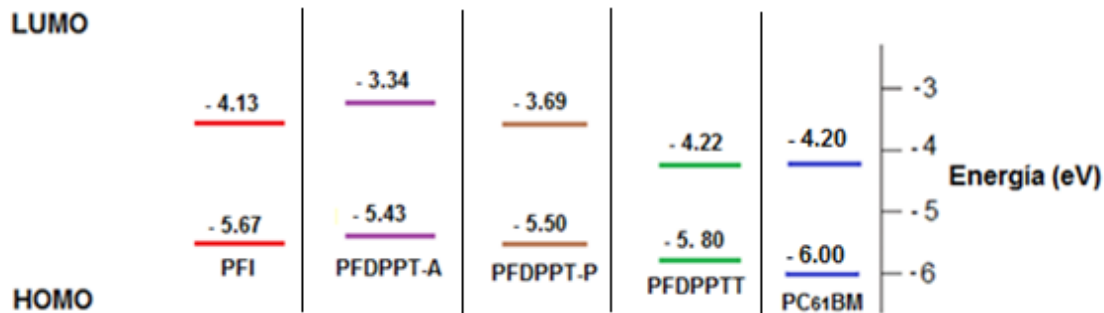 LUMO
- 4.13
- 3.34
- 3.69
- 4.22
- 4.20
- 5.67
- 5.43
- 5.50
- 5. 80
- 6.00
PFI
PFDPPT-A
PFDPPT-P
PFDPPTT
PC61BM
HOMO
-3
-4
-5
-6
Energía (eV)